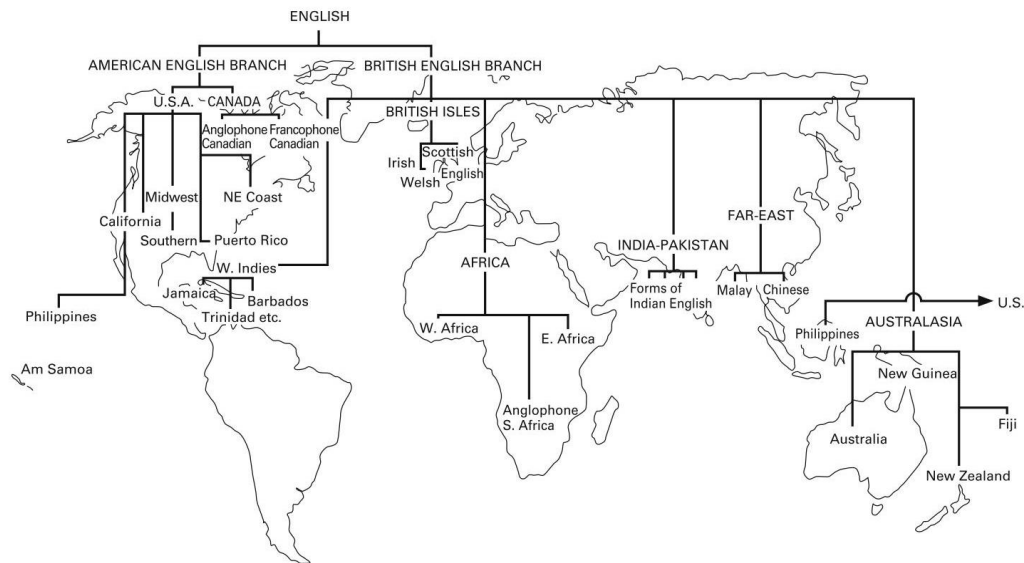 ENGLISH
AMERICAN ENGLISH BRANCH
BRITISH ENGLISH BRANCH
U.S.A.
CANADA
BRITISH ISLES
Anglophone
Canadian
Francophone
Canadian
Scottish
Irish
English
Welsh
Midwest
NE Coast
California
Southern
Puerto Rico
W. Indies
Jamaica
Barbados
Trinidad etc.
Philippines
Am Samoa
AFRICA
W. Africa
E. Africa
Anglophone
S. Africa
INDIA-PAKISTAN
Forms of
Indian English
FAR-EAST
Malay
Chinese
Philippines
U.S.
AUSTRALASIA
New Guinea
Australia
Fiji
New Zealand